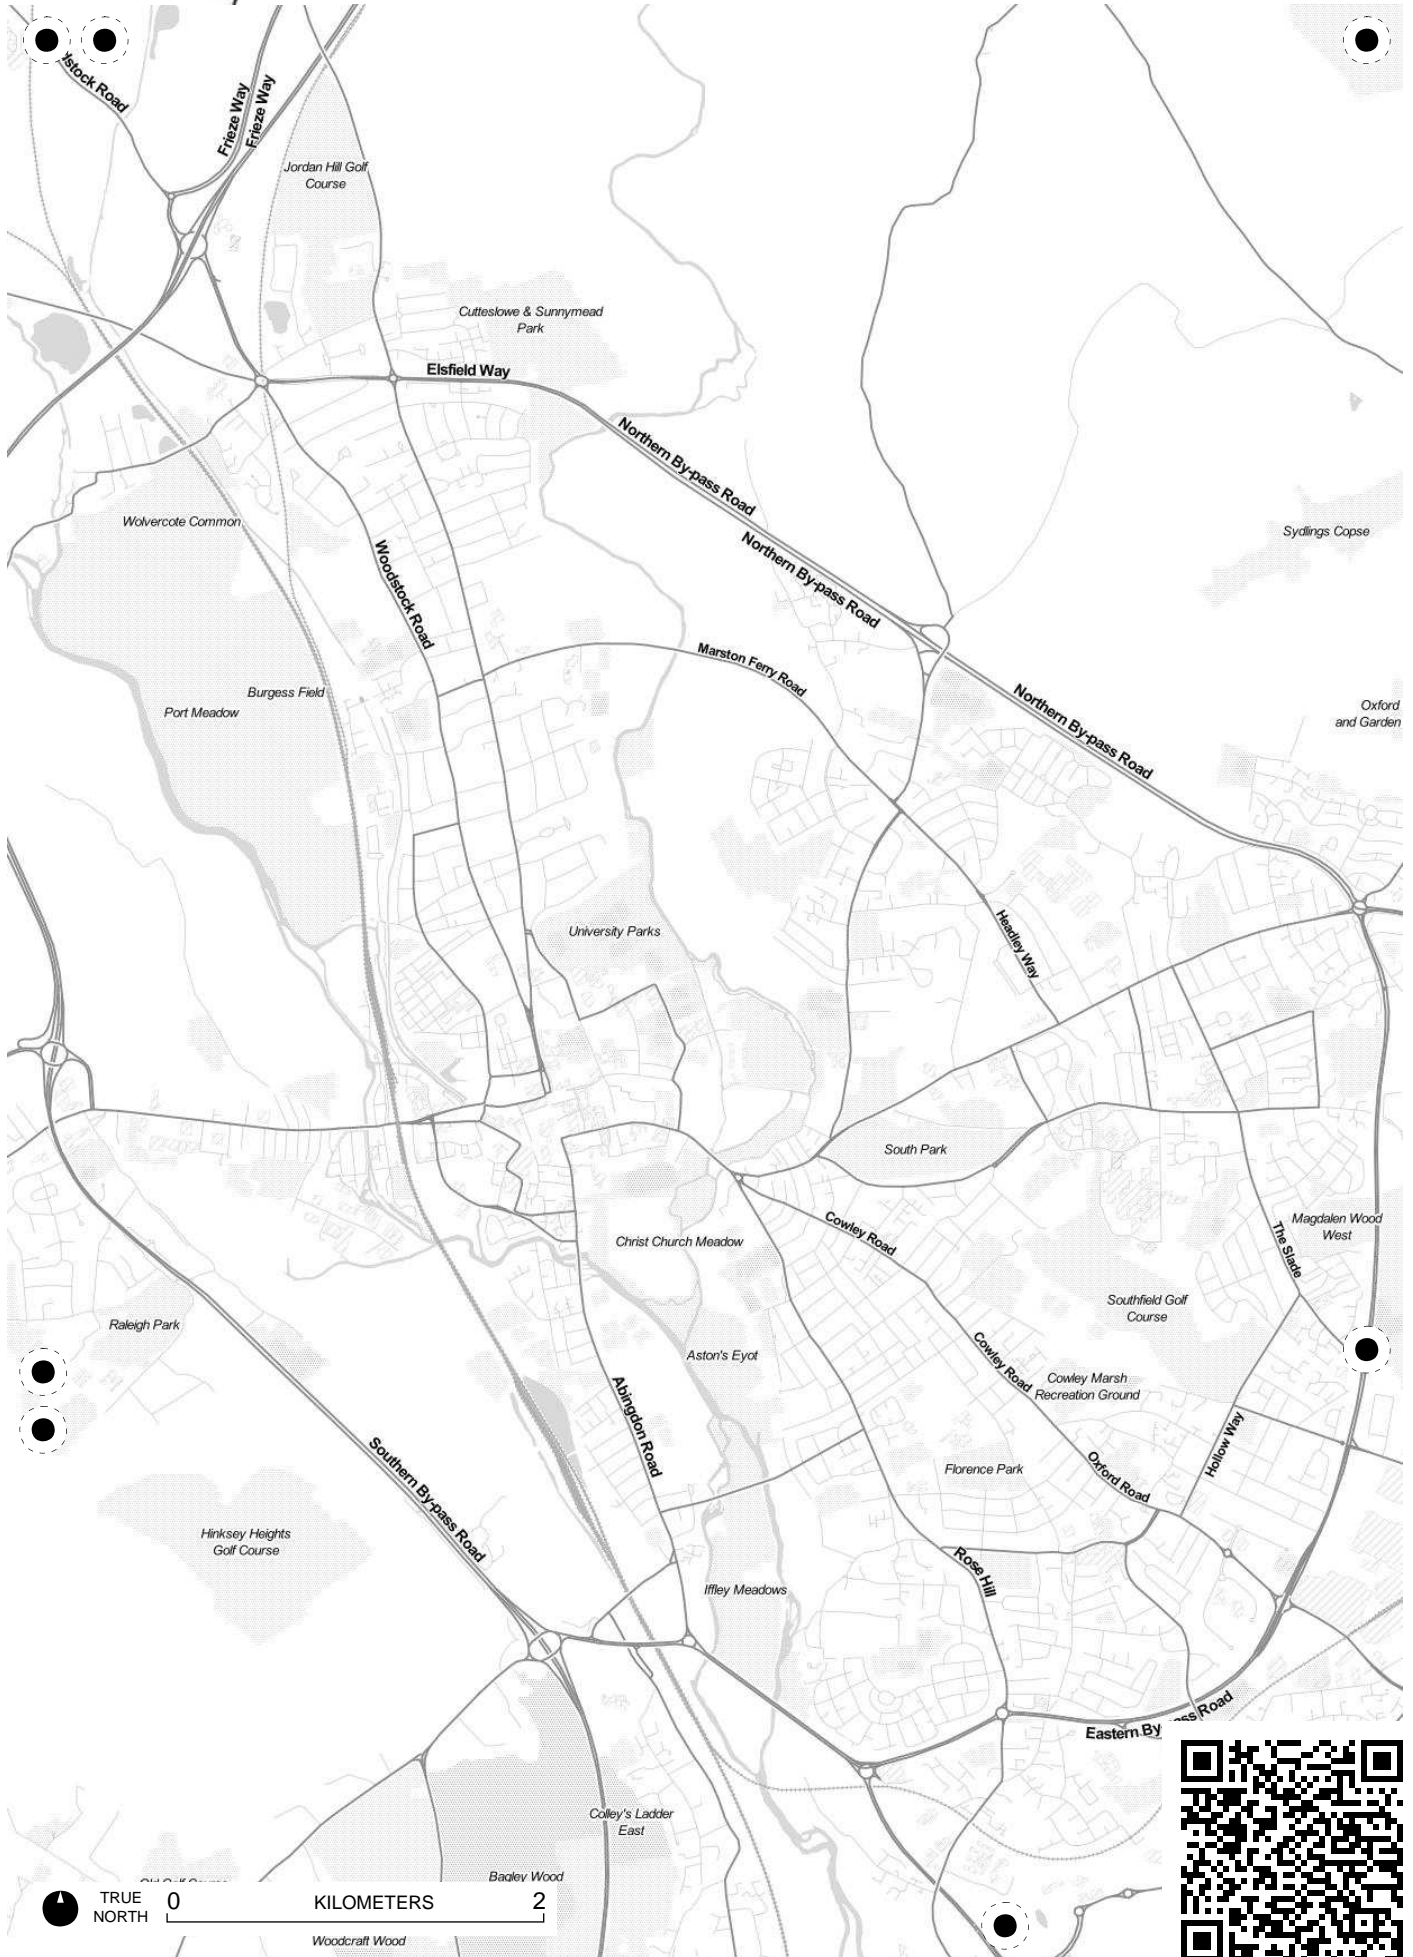 Frieze Way
Frieze Way
Jordan Hill Golf
Course
Cutteslowe & Sunnymead
Park
Elsfield Way
Northern By-pass Road
Wolvercote Common
Northern By-pass Road
Sydlings Copse
Woodstock Road
Marston Ferry Road
Burgess Field
Port Meadow
Northern By-pass Road
Oxford
and Garden
University Parks
Headley Way
South Park
Cowley Road
Christ Church Meadow
Magdalen Wood
West
The Slade
Raleigh Park
Southfield Golf
Course
Aston's Eyot
Cowley Road
Cowley Marsh
Recreation Ground
Abingdon Road
Southern By-pass Road
Hollow Way
Florence Park
Oxford Road
Hinksey Heights
Golf Course
Rose Hill
Iffley Meadows
Eastern By-pass Road
Colley's Ladder
East
Bagley Wood
TRUE
NORTH
0 KILOMETERS 2
Woodcraft Wood